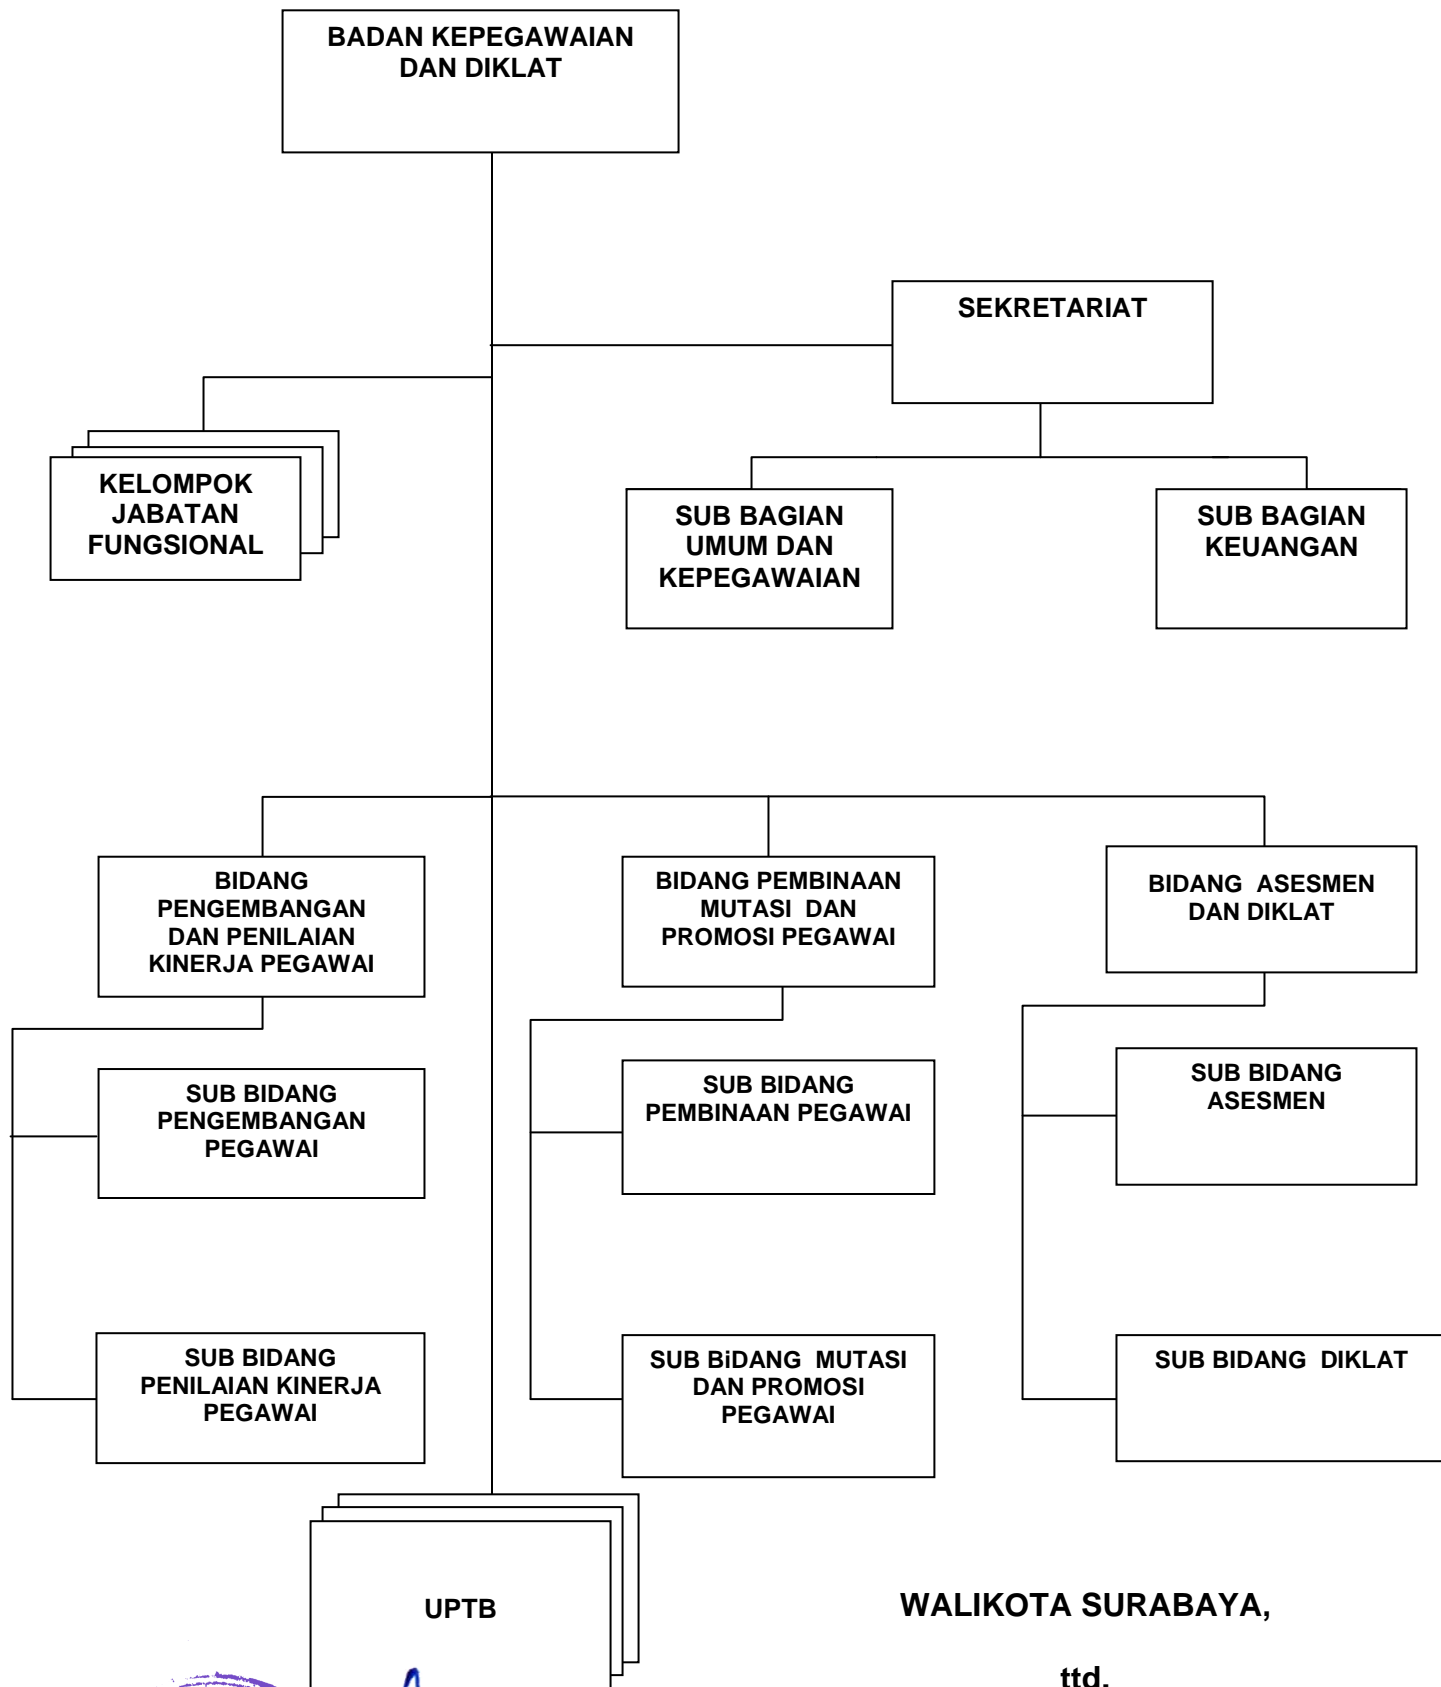 BADAN KEPEGAWAIAN
DAN DIKLAT
SEKRETARIAT
KELOMPOK
JABATAN
FUNGSIONAL
SUB BAGIAN
UMUM DAN
KEPEGAWAIAN
SUB BAGIAN
KEUANGAN
BIDANG
PENGEMBANGAN
DAN PENILAIAN
KINERJA PEGAWAI
BIDANG PEMBINAAN
MUTASI DAN
PROMOSI PEGAWAI
BIDANG ASESMEN
DAN DIKLAT
SUB BIDANG
PENGEMBANGAN
PEGAWAI
SUB BIDANG
PEMBINAAN PEGAWAI
SUB BIDANG
ASESMEN
SUB BIDANG
PENILAIAN KINERJA
PEGAWAI
SUB BiDANG MUTASI
DAN PROMOSI
PEGAWAI
SUB BIDANG DIKLAT
UPTB
WALIKOTA SURABAYA,
ttd.